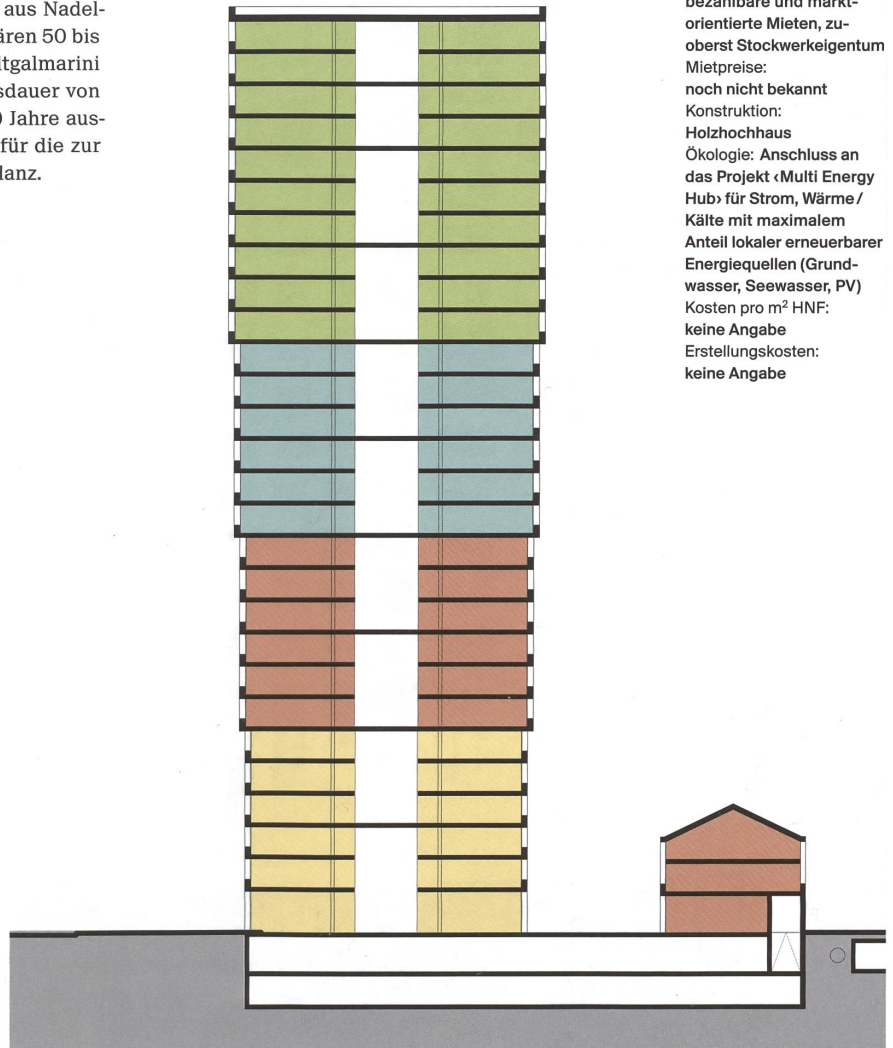 aus Nadel-
ären 50 bis
ltgalmarini
sdauer von
Jahre aus-
für die zur
lanz.
bezahlbare und markt-
orientierte Mieten, zu-
oberst Stockwerkeigentum
Mietpreise:
noch nicht bekannt
Konstruktion:
Holzhochhaus
Ökologie: Anschluss an
das Projekt ‹Multi Energy
Hub› für Strom, Wärme/
Kälte mit maximalem
Anteil lokaler erneuerbarer
Energiequellen (Grund-
wasser, Seewasser, PV)
Kosten pro m² HNF:
keine Angabe
Erstellungskosten:
keine Angabe